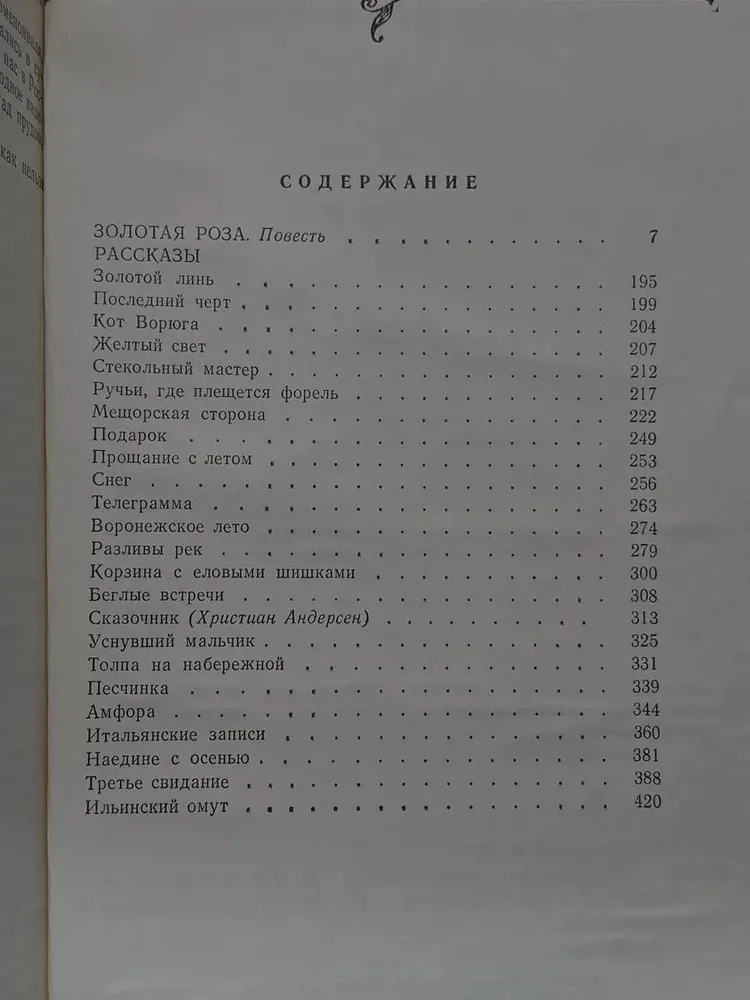 нас в
как
СОДЕРЖАНИЕ
ЗОЛОТАЯ РОЗА. Повесть . . . . . . . . . . . . 7
РАССКАЗЫ
Золотой линь . . . . . . . . . . . . . . . . 195
Последний черт . . . . . . . . . . . . . . . 199
Кот Ворюга . . . . . . . . . . . . . . . . . 204
Желтый свет . . . . . . . . . . . . . . . . . 207
Стекольный мастер . . . . . . . . . . . . . . 212
Ручьи, где плещется форель . . . . . . . . . . 217
Мещорская сторона . . . . . . . . . . . . . . 222
Подарок . . . . . . . . . . . . . . . . . . 249
Прощание с летом . . . . . . . . . . . . . . 253
Снег . . . . . . . . . . . . . . . . . . . . 256
Телеграмма . . . . . . . . . . . . . . . . . 263
Воронежское лето . . . . . . . . . . . . . . 274
Разливы рек . . . . . . . . . . . . . . . . . 279
Корзина с еловыми шишками . . . . . . . . . . 300
Беглые встречи . . . . . . . . . . . . . . . 308
Сказочник (Христиан Андерсен) . . . . . . . . . 313
Уснувший мальчик . . . . . . . . . . . . . . 325
Толпа на набережной . . . . . . . . . . . . . 331
Песчинка . . . . . . . . . . . . . . . . . . 339
Амфора . . . . . . . . . . . . . . . . . . . 344
Итальянские записи . . . . . . . . . . . . . . 360
Наедине с осенью . . . . . . . . . . . . . . 381
Третье свидание . . . . . . . . . . . . . . . 388
Ильинский омут . . . . . . . . . . . . . . . 420